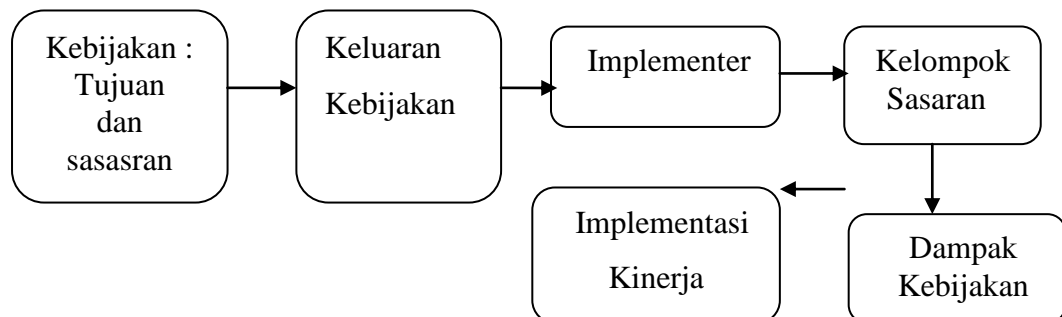 Kebijakan :
Tujuan
dan
sasasran
Keluaran
Kebijakan
Implementer
Kelompok
Sasaran
Implementasi
Kinerja
Dampak
Kebijakan